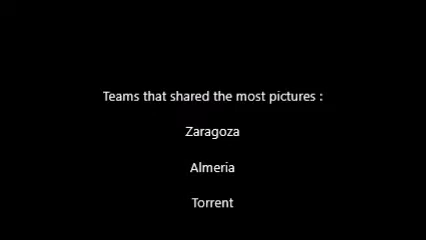 Teams that shared the most pictures :
Zaragoza
Almeria
Torrent